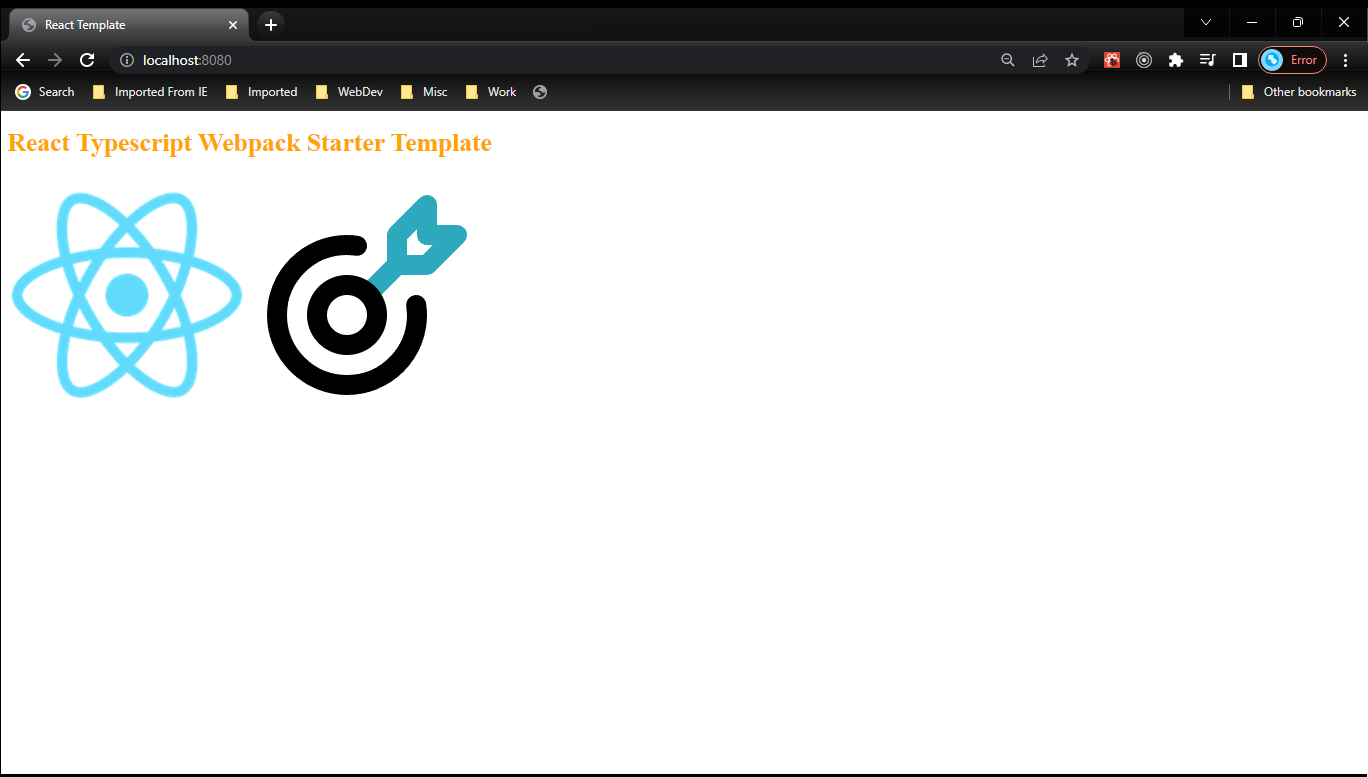 React Template
localhost:8080
Error
Search Imported From IE Imported WebDev Misc Work Other bookmarks
React Typescript Webpack Starter Template